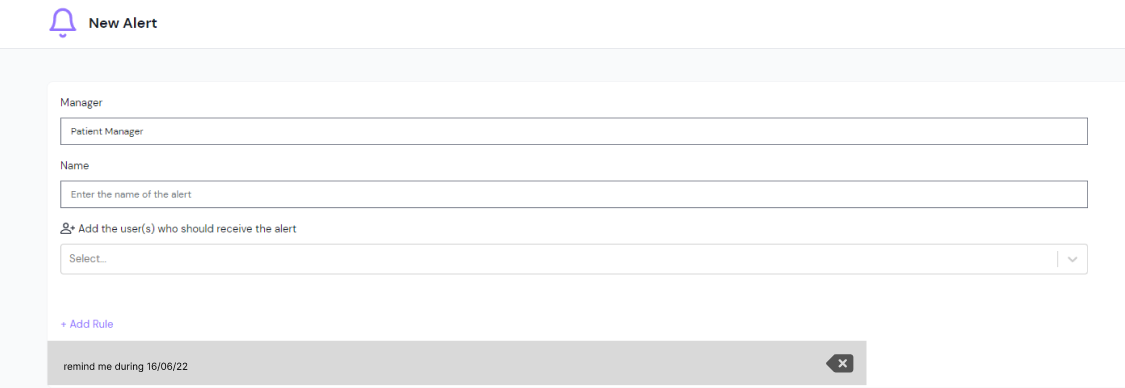 New Alert
Manager
Patient Manager
Name
Enter the name of the alert
Add the user(s) who should receive the alert
Select...
+ Add Rule
remind me during 16/06/22